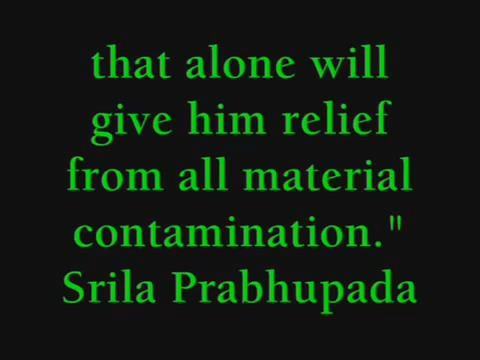 that alone will
give him relief
from all material
contamination."
Srila Prabhupada